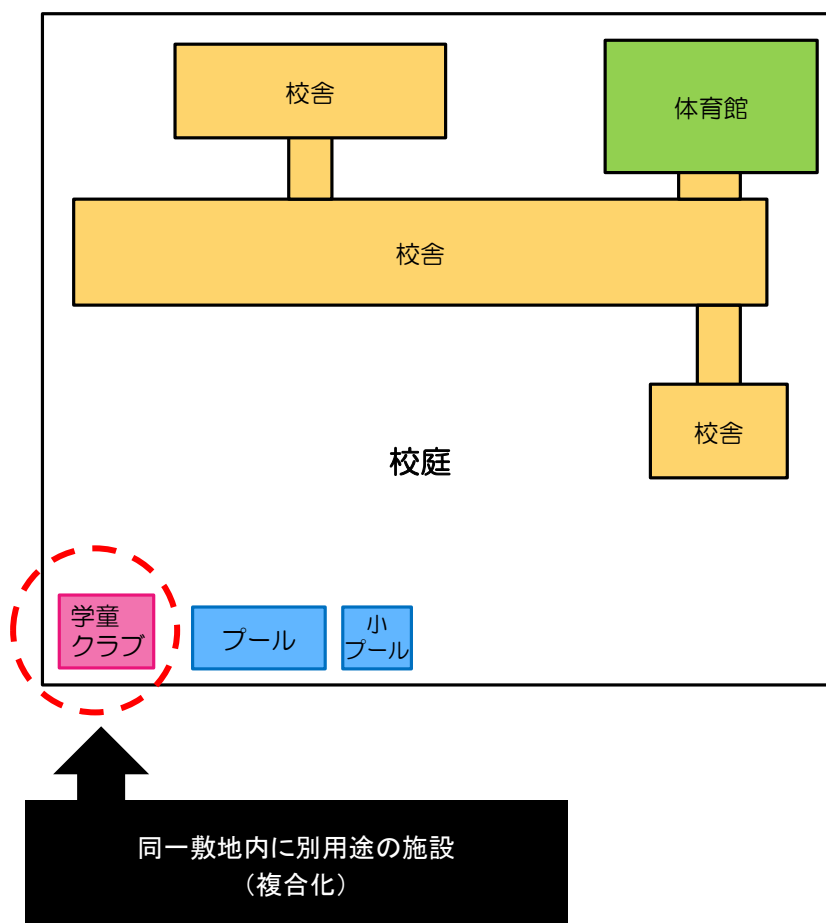 校舎
体育館
校舎
校舎
校庭
学童
クラブ
プール
小
プール
同一敷地内に別用途の施設
（複合化）